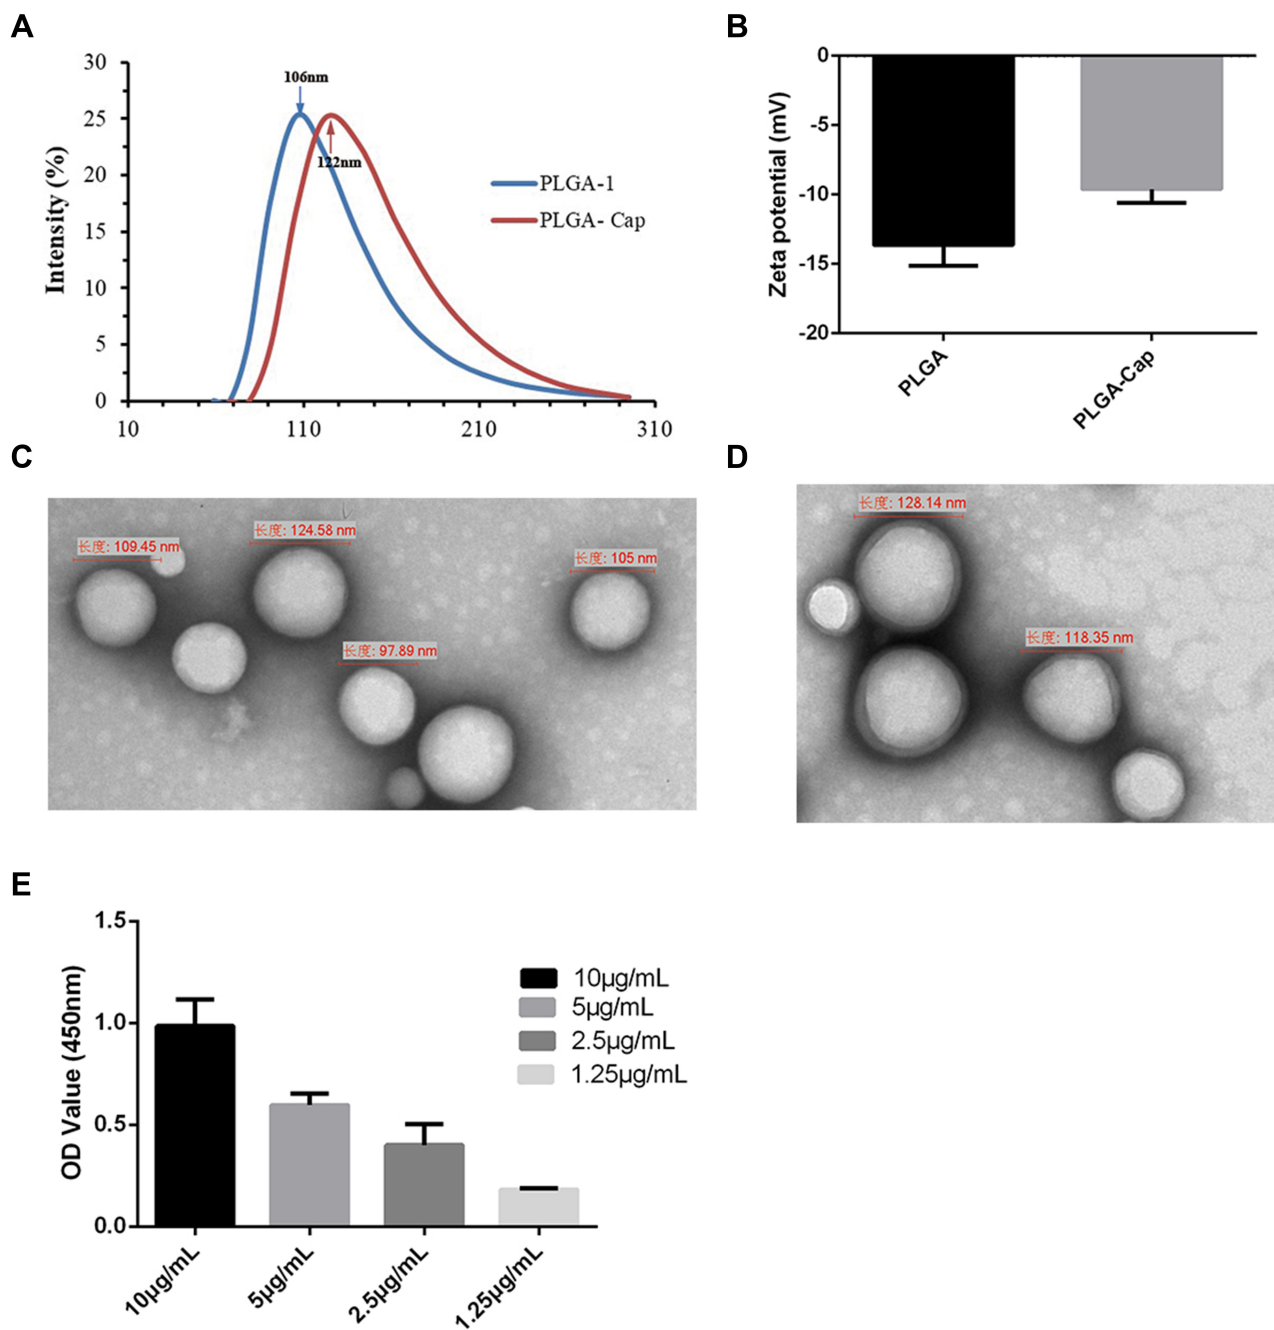 A
30
25
20
15
10
5
0
Intensity (%)
106nm
122nm
PLGA-1
PLGA- Cap
10
110
210
310
B
0
-5
-10
-15
-20
Zeta potential (mV)
PLGA
PLGA-Cap
C
长度: 109.45 nm
长度: 124.58 nm
长度: 105 nm
长度: 97.89 nm
D
长度: 128.14 nm
长度: 118.35 nm
E
1.5
1.0
0.5
0.0
OD Value (450nm)
10μg/mL
5μg/mL
2.5μg/mL
1.25μg/mL
10μg/mL
5μg/mL
2.5μg/mL
1.25μg/mL